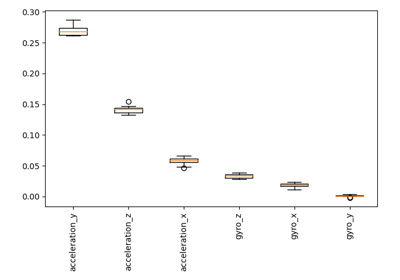 0.30
0.25
0.20
0.15
0.10
0.05
0.00
acceleration_y
acceleration_z
acceleration_x
gyro_z
gyro_x
gyro_y